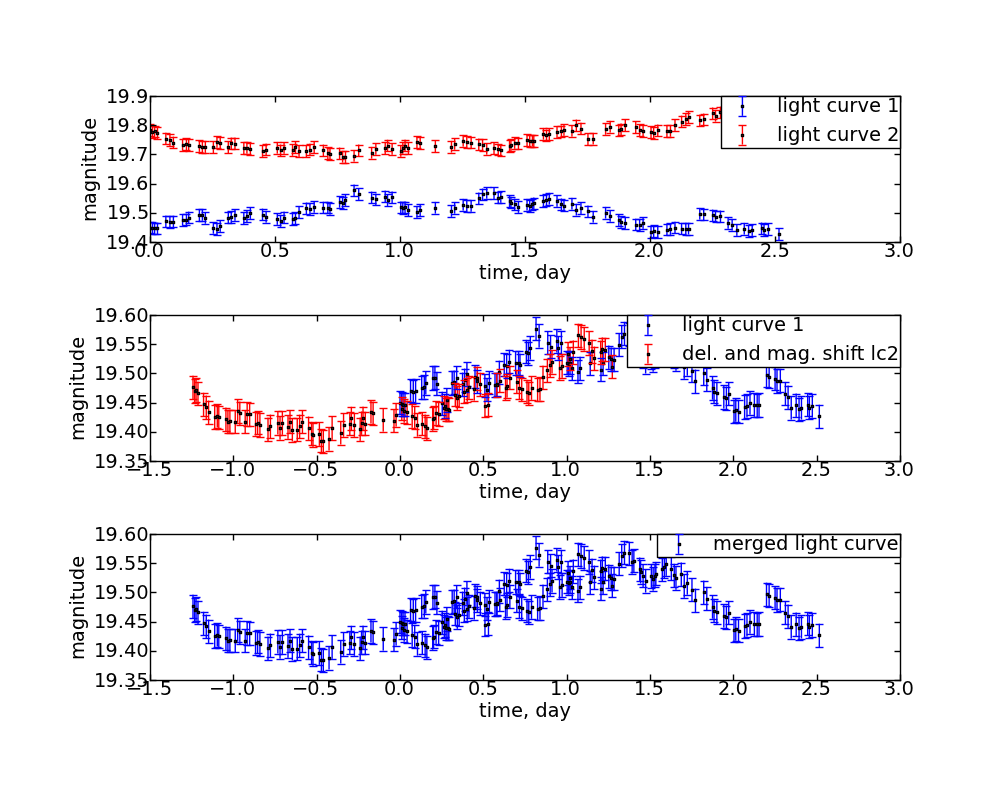 19.9
19.8
19.7
19.6
19.5
19.4
magnitude
light curve 1
light curve 2
0.0 0.5 1.0 1.5 2.0 2.5 3.0
time, day
19.60
19.55
19.50
19.45
19.40
19.35
magnitude
light curve 1
del. and mag. shift lc2
−1.5 −1.0 −0.5 0.0 0.5 1.0 1.5 2.0 2.5 3.0
time, day
19.60
19.55
19.50
19.45
19.40
19.35
magnitude
merged light curve
−1.5 −1.0 −0.5 0.0 0.5 1.0 1.5 2.0 2.5 3.0
time, day